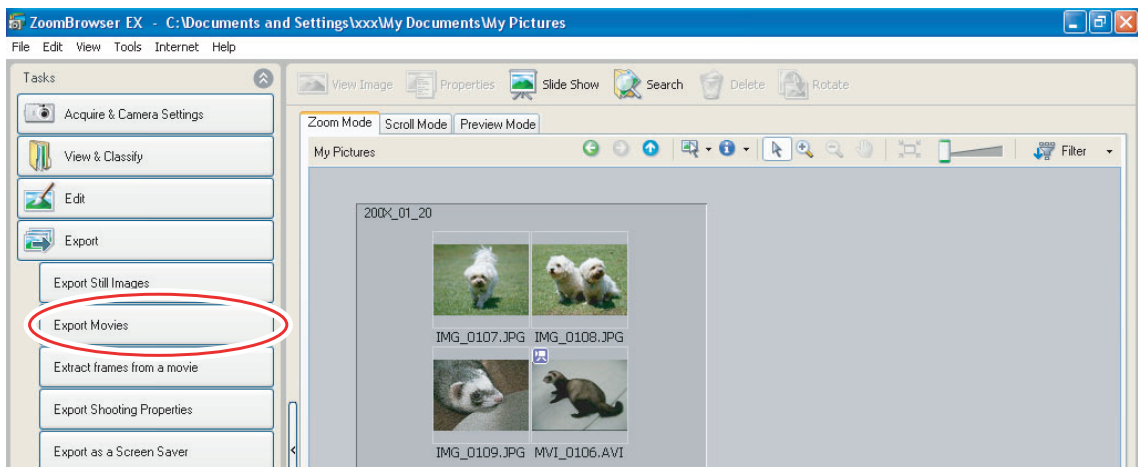 ZoomBrowser EX - C:\Documents and Settings\xxx\My Documents\My Pictures
File Edit View Tools Internet Help
Tasks
Acquire & Camera Settings
View & Classify
Edit
Export
Export Still Images
Export Movies
Extract frames from a movie
Export Shooting Properties
Export as a Screen Saver
View Image Properties Slide Show Search Delete Rotate
Zoom Mode Scroll Mode Preview Mode
My Pictures Filter
200X_01_20
IMG_0107.JPG IMG_0108.JPG
IMG_0109.JPG MVI_0106.AVI